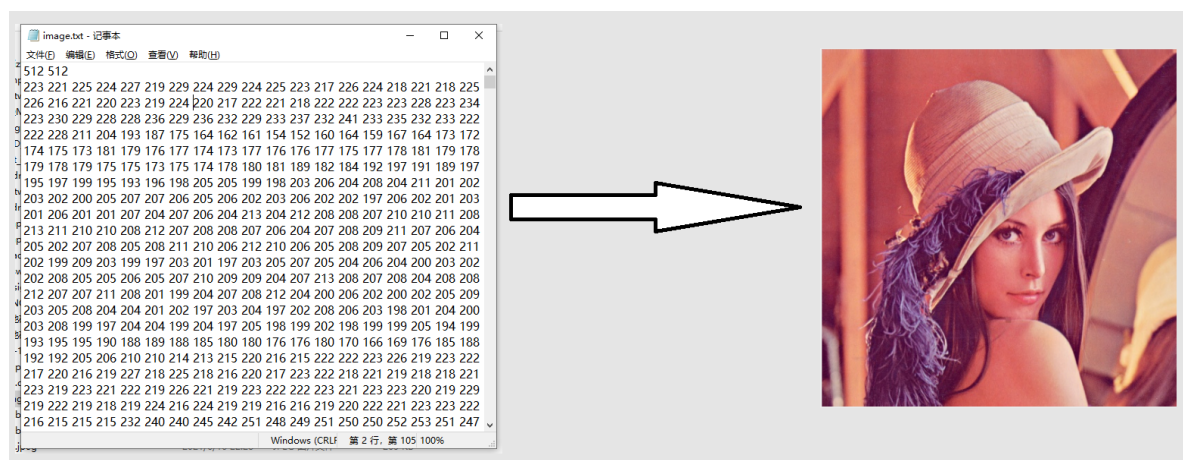 image.txt - 记事本
文件(F) 编辑(E) 格式(O) 查看(V) 帮助(H)
512 512
223 221 225 224 227 219 229 224 229 224 225 223 217 226 224 218 221 218 225
226 216 221 220 223 219 224 220 217 222 221 218 222 222 223 223 228 223 234
223 230 229 228 228 236 229 236 232 229 233 237 232 241 233 235 232 233 222
222 228 211 204 193 187 175 164 162 161 154 152 160 164 159 167 164 173 172
174 175 173 181 179 176 177 174 173 177 176 176 177 175 177 178 181 179 178
179 178 179 175 175 173 175 174 178 180 181 189 182 184 192 197 191 189 197
195 197 199 195 193 196 198 205 205 199 198 203 206 204 208 204 211 201 202
203 202 200 205 207 207 206 205 206 202 203 206 202 202 197 206 202 201 203
201 206 201 201 207 204 207 206 204 213 204 212 208 208 207 210 210 211 208
213 211 210 210 208 212 207 208 208 207 206 204 207 208 209 211 207 206 204
205 202 207 208 205 208 211 210 206 212 210 206 205 208 209 207 205 202 211
202 199 209 203 199 197 203 201 197 203 205 207 205 204 206 204 200 203 202
202 208 205 205 206 205 207 210 209 209 204 207 213 208 207 208 204 208 208
212 207 207 211 208 201 199 204 207 208 212 204 200 206 202 200 202 205 209
203 205 208 204 204 201 202 197 203 204 197 202 208 206 203 198 201 204 200
203 208 199 197 204 204 199 204 197 205 198 199 202 198 199 199 205 194 199
193 195 195 190 188 189 188 185 180 180 176 176 180 170 166 169 176 185 188
192 192 205 206 210 210 214 213 215 220 216 215 222 222 223 226 219 223 222
217 220 216 219 227 218 225 218 216 220 217 223 222 218 221 219 218 218 221
223 219 223 221 222 219 226 221 219 223 222 222 223 221 223 223 220 219 229
219 222 219 218 219 224 216 224 219 219 216 216 219 220 222 221 223 223 222
216 215 215 215 232 240 240 245 242 251 248 249 251 250 250 252 253 251 247
Windows (CRLF 第 2 行，第 105 100%